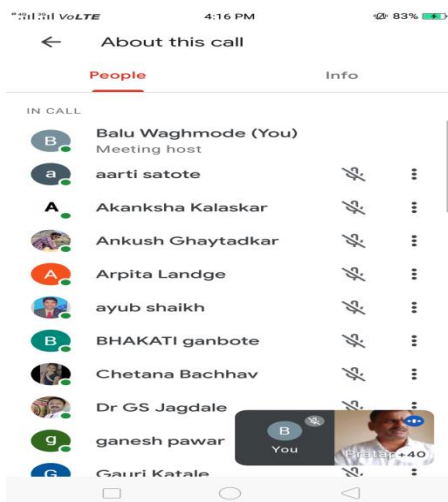 VoLTE 4:16 PM 83%
About this call
People Info
IN CALL
B Balu Waghmode (You)
Meeting host
a aarti satote
A Akanksha Kalaskar
Ankush Ghaytadkar
A Arpita Landge
ayub shaikh
B BHAKATI ganbote
Chetana Bachhav
Dr GS Jagdale
g ganesh pawar
B
You
Pratap +40
G Gauri Katale